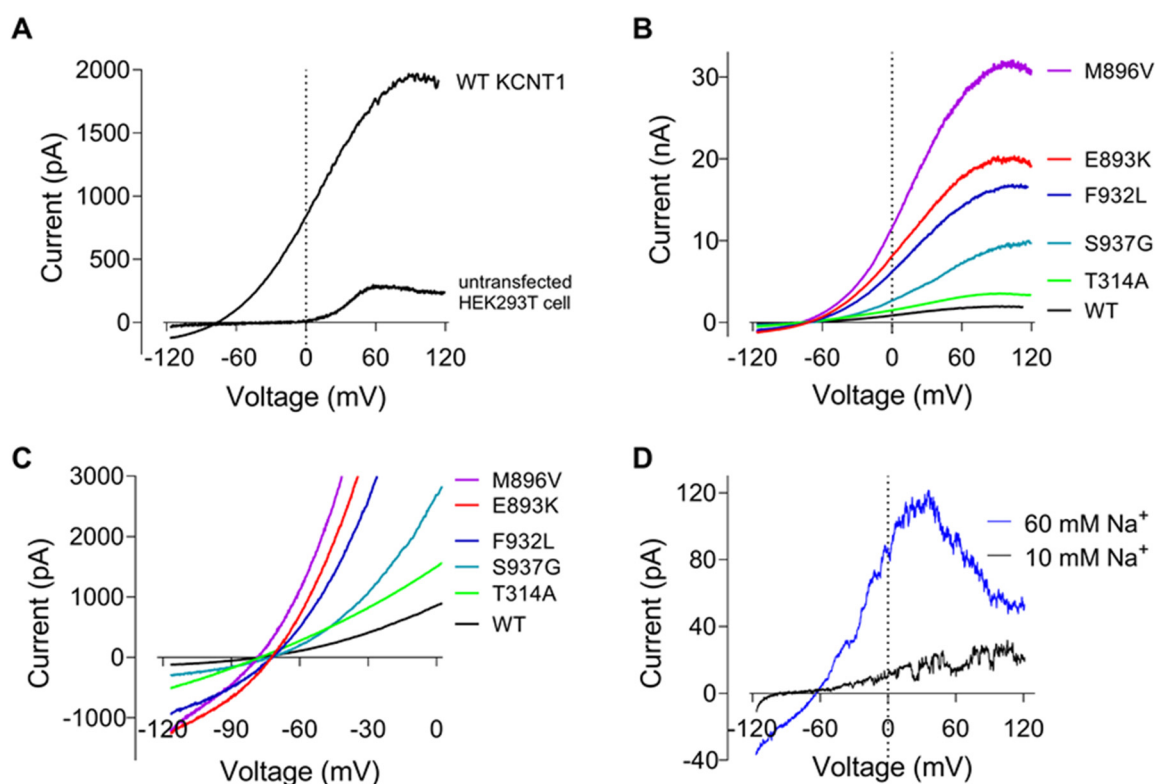 A
Current (pA)
2000
1500
1000
500
0
-120
-60
0
60
120
Voltage (mV)
WT KCNT1
untransfected
HEK293T cell
B
Current (nA)
30
20
10
0
-120
-60
0
60
120
Voltage (mV)
M896V
E893K
F932L
S937G
T314A
WT
C
Current (pA)
3000
2000
1000
0
-1000
-120
-90
-60
-30
0
Voltage (mV)
M896V
E893K
F932L
S937G
T314A
WT
D
Current (pA)
120
80
40
0
-40
-120
-60
0
60
120
Voltage (mV)
60 mM Na⁺
10 mM Na⁺